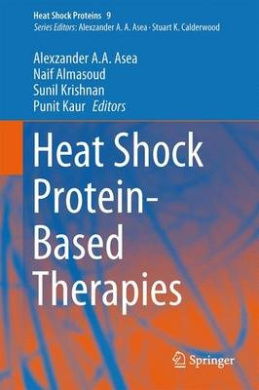 Heat Shock Proteins 9
Series Editors: Alexzander A. A. Asea · Stuart K. Calderwood
Alexzander A.A. Asea
Naif Almasoud
Sunil Krishnan
Punit Kaur Editors
Heat Shock
Protein-
Based
Therapies
Springer